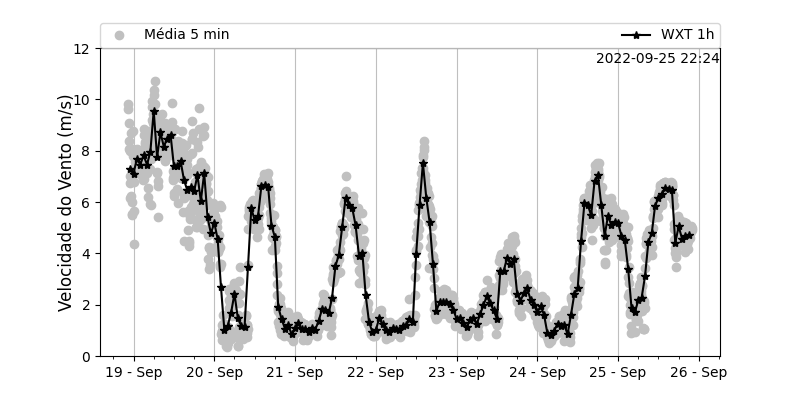 Média 5 min
WXT 1h
2022-09-25 22:24
Velocidade do Vento (m/s)
12
10
8
6
4
2
0
19 - Sep 20 - Sep 21 - Sep 22 - Sep 23 - Sep 24 - Sep 25 - Sep 26 - Sep